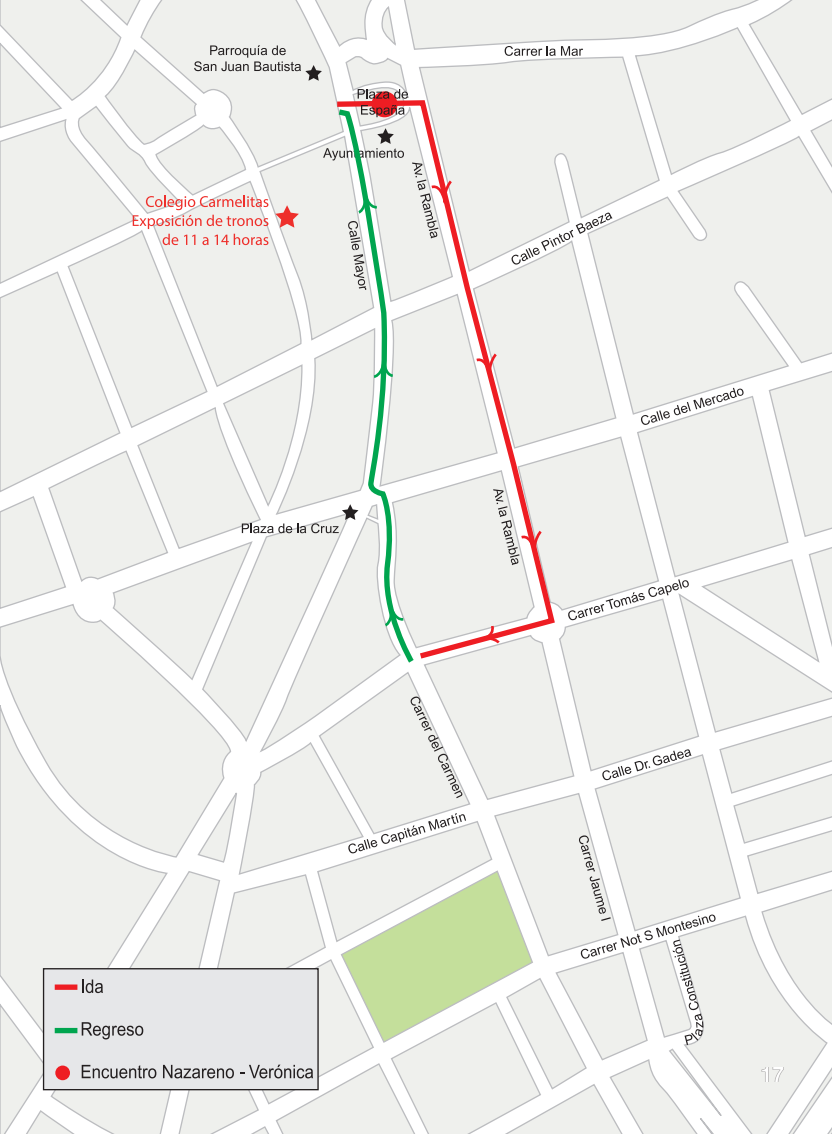 Parroquía de
San Juan Bautista
Carrer la Mar
Plaza de
España
Ayuntamiento
Av. la Rambla
Colegio Carmelitas
Exposición de tronos
de 11 a 14 horas
Calle Mayor
Calle Pintor Baeza
Calle del Mercado
Av. la Rambla
Plaza de la Cruz
Carrer Tomás Capelo
Carrer del Carmen
Calle Dr. Gadea
Calle Capitán Martín
Carrer Jaume I
Carrer Not S Montesino
Plaza Constitución
Ida
Regreso
Encuentro Nazareno - Verónica
17